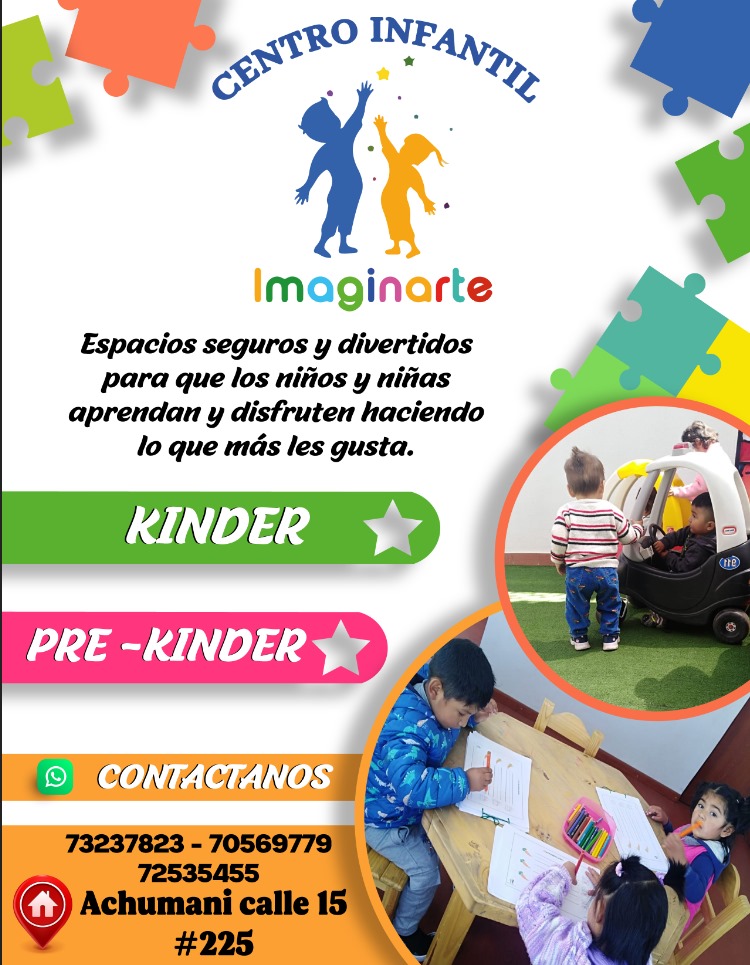 CENTRO INFANTIL
Imaginarte
Espacios seguros y divertidos
para que los niños y niñas
aprendan y disfruten haciendo
lo que más les gusta.
KINDER
PRE -KINDER
CONTACTANOS
73237823 - 70569779
72535455
Achumani calle 15
#225